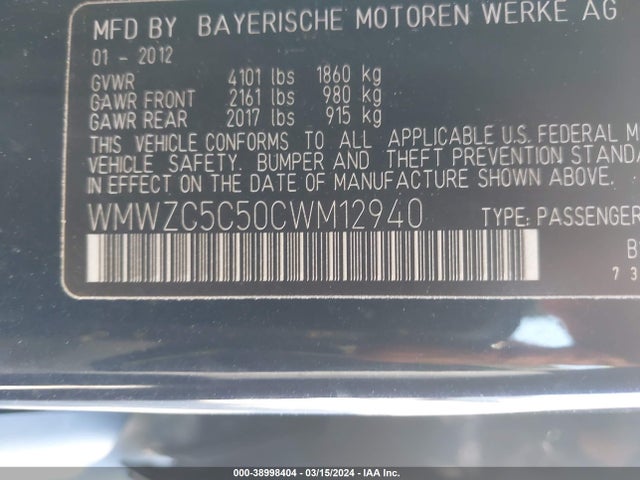 MFD BY BAYERISCHE MOTOREN WERKE AG
01 - 2012
GVWR 4101 lbs 1860 kg
GAWR FRONT 2161 lbs 980 kg
GAWR REAR 2017 lbs 915 kg
THIS VEHICLE CONFORMS TO ALL APPLICABLE U.S. FEDERAL M
VEHICLE SAFETY, BUMPER AND THEFT PREVENTION STANDA
IN EFFECT ON THE DATE OF MANUFACTURE SHOWN ABOVE.
WMWZC5C50CWM12940 TYPE: PASSENGER
B
7 3
000-38998404 - 03/15/2024 - IAA Inc.